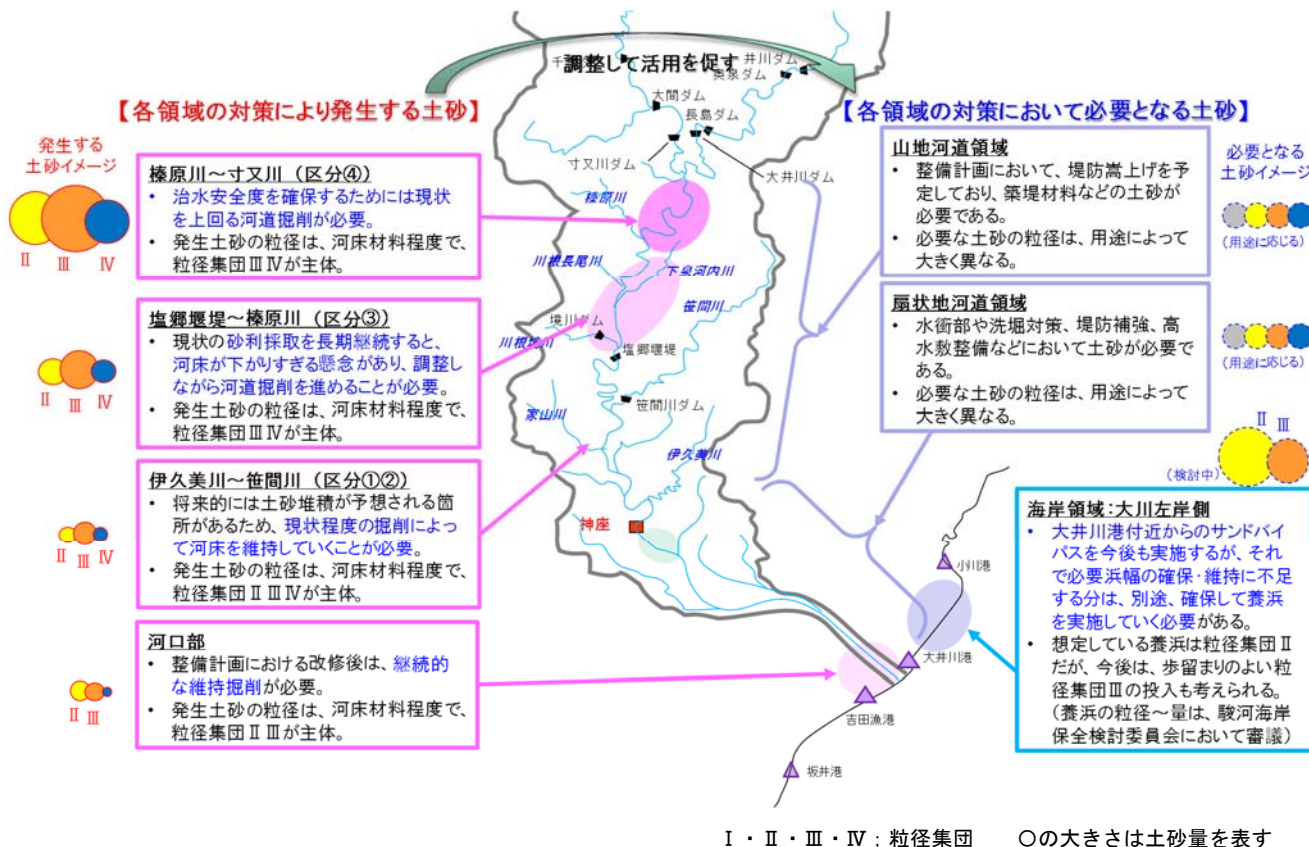 調整して活用を促す
【各領域の対策により発生する土砂】
発生する
土砂イメージ
榛原川～寸又川 (区分④)
• 治水安全度を確保するためには現状
を上回る河道掘削が必要。
• 発生土砂の粒径は、河床材料程度で、
粒径集団ⅢⅣが主体。
Ⅱ Ⅲ Ⅳ
塩郷堰堤～榛原川 (区分③)
• 現状の砂利採取を長期継続すると、
河床が下がりすぎる懸念があり、調整し
ながら河道掘削を進めることが必要。
• 発生土砂の粒径は、河床材料程度で、
粒径集団ⅢⅣが主体。
Ⅱ Ⅲ Ⅳ
伊久美川～笹間川 (区分①②)
• 将来的には土砂堆積が予想される箇
所があるため、現状程度の掘削によっ
て河床を維持していくことが必要。
• 発生土砂の粒径は、河床材料程度で、
粒径集団ⅡⅢⅣが主体。
Ⅱ Ⅲ Ⅳ
河口部
• 整備計画における改修後は、継続的
な維持掘削が必要。
• 発生土砂の粒径は、河床材料程度で、
粒径集団ⅡⅢが主体。
Ⅱ Ⅲ
千
井川ダム
奥泉ダム
大間ダム
長島ダム
寸又川ダム
大井川ダム
榛原川
川根長尾川
下泉河内川
笹間川
境川ダム
川根
塩郷堰堤
笹間川ダム
家山川
伊久美川
神座
小川港
大井川港
吉田漁港
坂井港
【各領域の対策において必要となる土砂】
必要となる
土砂イメージ
山地河道領域
• 整備計画において、堤防嵩上げを予
定しており、築堤材料などの土砂が
必要である。
• 必要な土砂の粒径は、用途によって
大きく異なる。
(用途に応じる)
扇状地河道領域
• 水衝部や洗堀対策、堤防補強、高
水敷整備などにおいて土砂が必要で
ある。
• 必要な土砂の粒径は、用途によって
大きく異なる。
(用途に応じる)
Ⅱ Ⅲ
(検討中)
海岸領域:大川左岸側
• 大井川港付近からのサンドバイ
パスを今後も実施するが、それ
で必要浜幅の確保・維持に不足
する分は、別途、確保して養浜
を実施していく必要がある。
• 想定している養浜は粒径集団Ⅱ
だが、今後は、歩留まりのよい粒
径集団Ⅲの投入も考えられる。
(養浜の粒径～量は、駿河海岸
保全検討委員会において審議)
Ⅰ・Ⅱ・Ⅲ・Ⅳ；粒径集団 ○の大きさは土砂量を表す